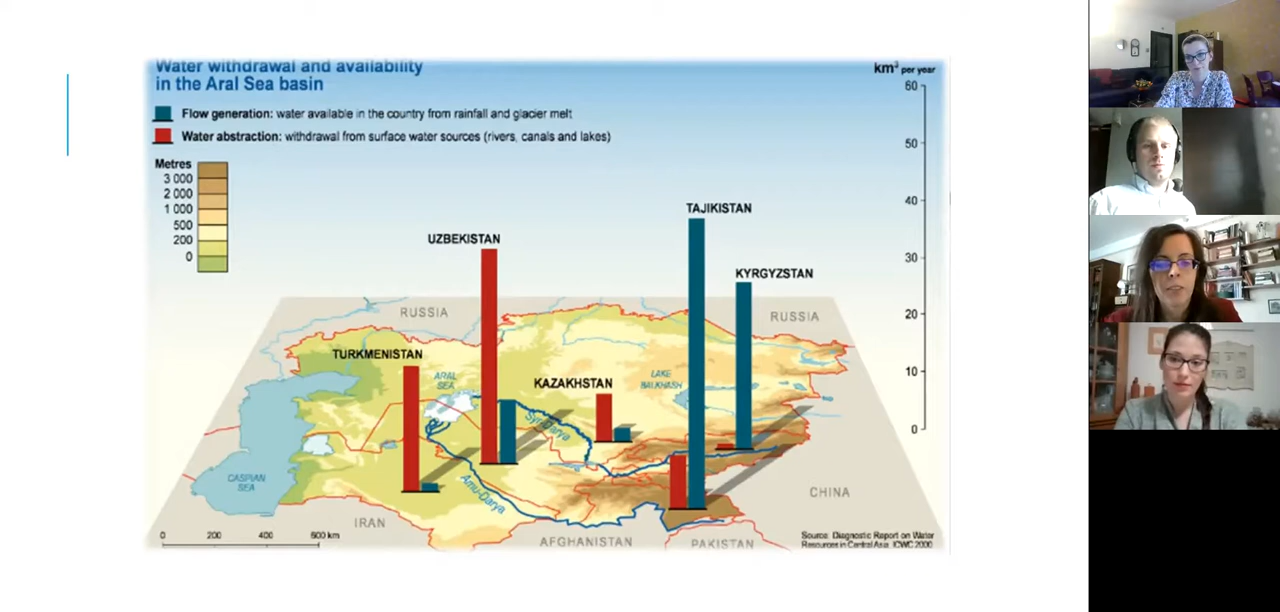 Water withdrawal and availability
in the Aral Sea basin
km³ per year
Flow generation: water available in the country from rainfall and glacier melt
Water abstraction: withdrawal from surface water sources (rivers, canals and lakes)
Metres
3 000
2 000
1 000
500
200
0
60
50
40
30
20
10
0
TAJIKISTAN
UZBEKISTAN
KYRGYZSTAN
RUSSIA
RUSSIA
TURKMENISTAN
ARAL
SEA
KAZAKHSTAN
LAKE
BALKHASH
Syr-Darya
CASPIAN
SEA
Amu-Darya
CHINA
IRAN
AFGHANISTAN
PAKISTAN
0 200 400 600 km
Source: Diagnostic Report on Water
Resources in Central Asia, ICWC 2000